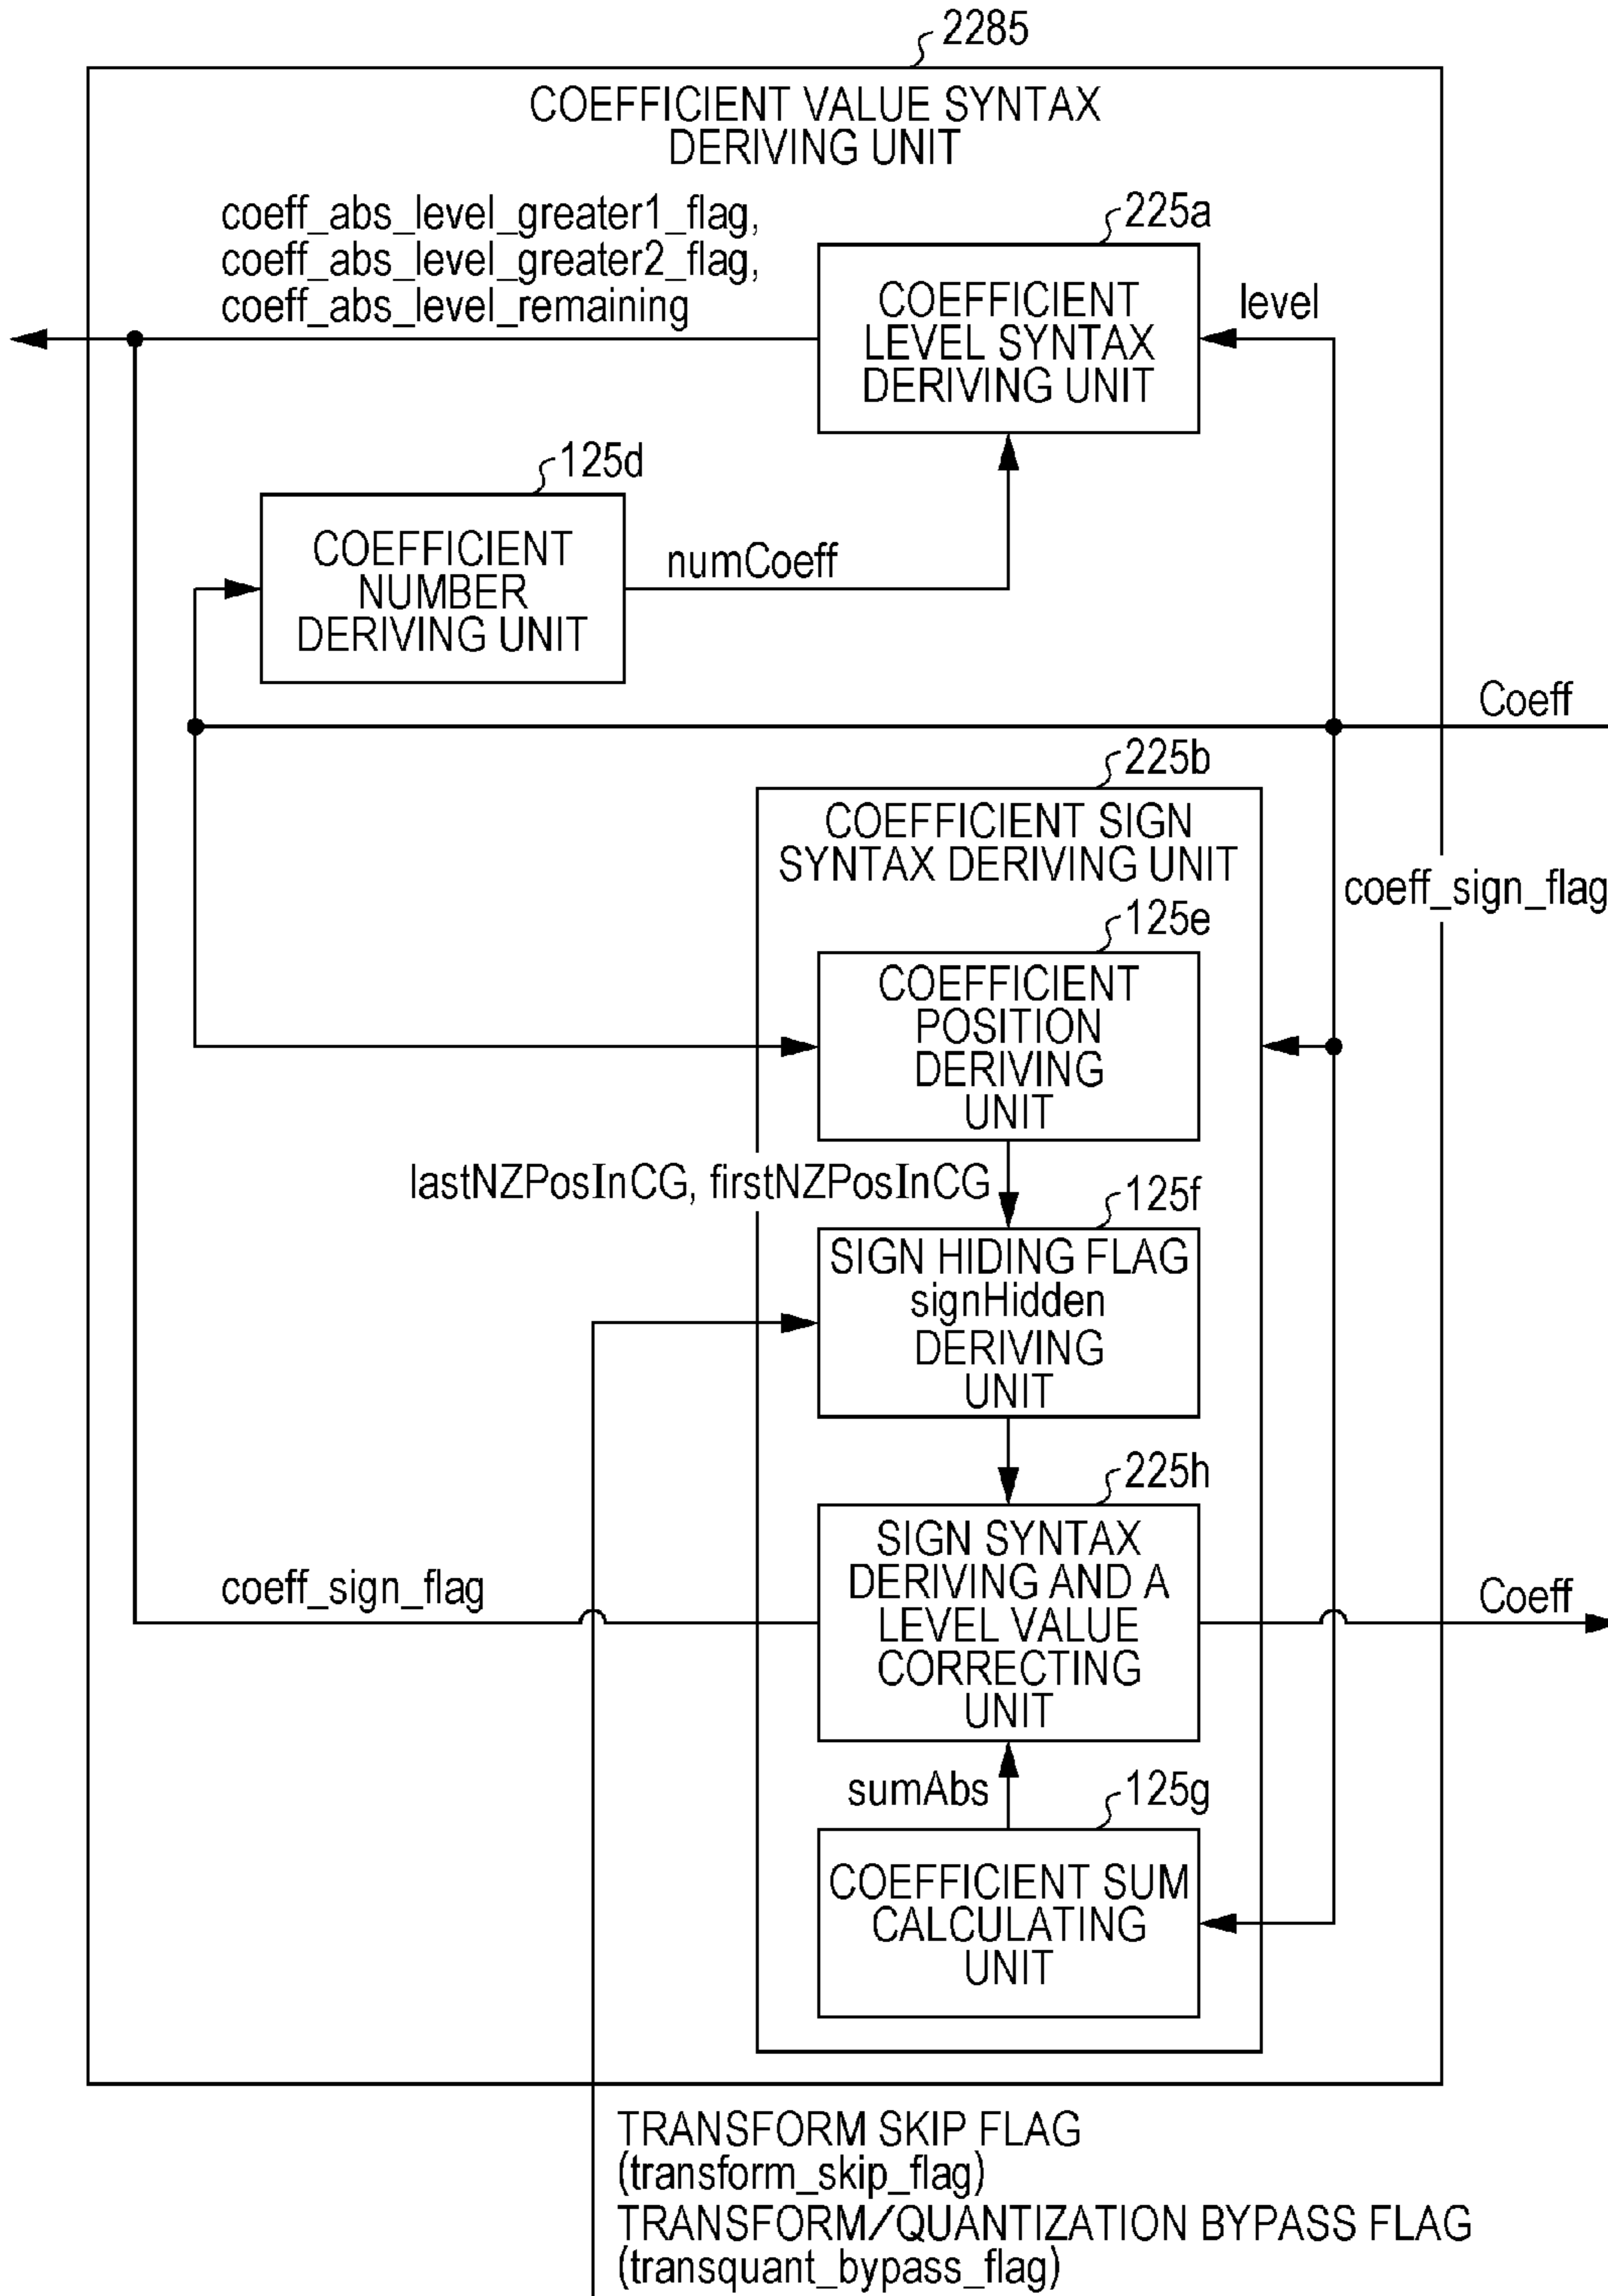 2285
COEFFICIENT VALUE SYNTAX
DERIVING UNIT
coeff_abs_level_greater1_flag,
coeff_abs_level_greater2_flag,
coeff_abs_level_remaining
225a
COEFFICIENT
LEVEL SYNTAX
DERIVING UNIT
level
125d
COEFFICIENT
NUMBER
DERIVING UNIT
numCoeff
Coeff
225b
COEFFICIENT SIGN
SYNTAX DERIVING UNIT
coeff_sign_flag
125e
COEFFICIENT
POSITION
DERIVING
UNIT
lastNZPosInCG, firstNZPosInCG
125f
SIGN HIDING FLAG
signHidden
DERIVING
UNIT
225h
SIGN SYNTAX
DERIVING AND A
LEVEL VALUE
CORRECTING
UNIT
coeff_sign_flag
Coeff
sumAbs
125g
COEFFICIENT SUM
CALCULATING
UNIT
TRANSFORM SKIP FLAG
(transform_skip_flag)
TRANSFORM/QUANTIZATION BYPASS FLAG
(transquant_bypass_flag)